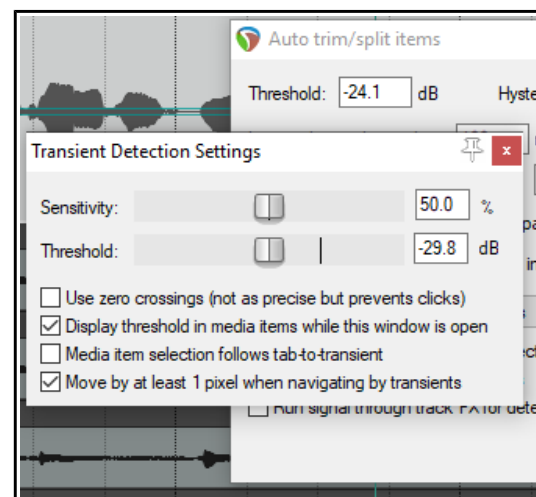 Auto trim/split items
Threshold: -24.1 dB
Transient Detection Settings
Sensitivity: 50.0 %
Threshold: -29.8 dB
Use zero crossings (not as precise but prevents clicks)
Display threshold in media items while this window is open
Media item selection follows tab-to-transient
Move by at least 1 pixel when navigating by transients
Run signal through track FX for